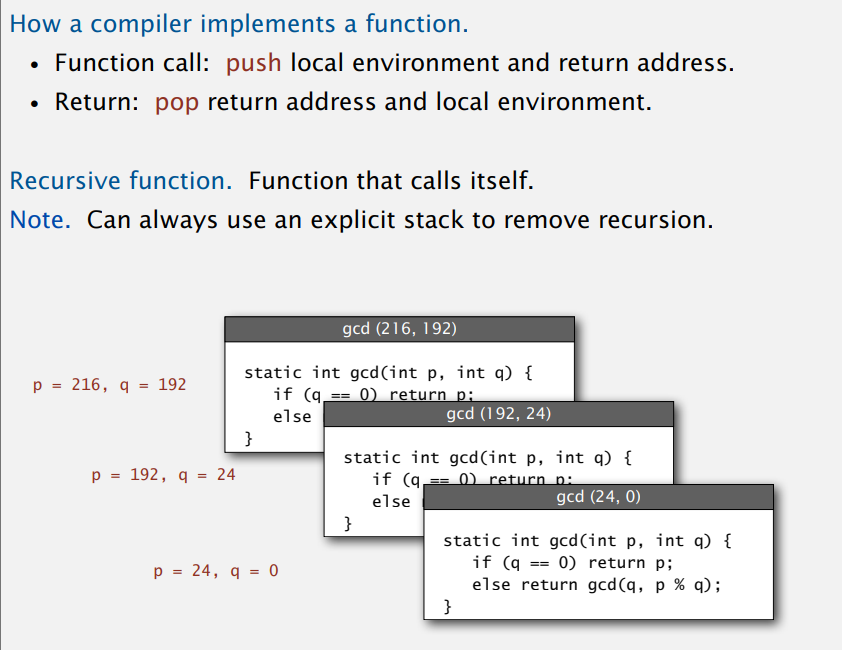 How a compiler implements a function.
• Function call: push local environment and return address.
• Return: pop return address and local environment.
Recursive function. Function that calls itself.
Note. Can always use an explicit stack to remove recursion.
gcd (216, 192)
p = 216, q = 192
static int gcd(int p, int q) {
if (q == 0) return p;
else
}
gcd (192, 24)
p = 192, q = 24
static int gcd(int p, int q) {
if (q == 0) return p;
else
}
gcd (24, 0)
p = 24, q = 0
static int gcd(int p, int q) {
if (q == 0) return p;
else return gcd(q, p % q);
}